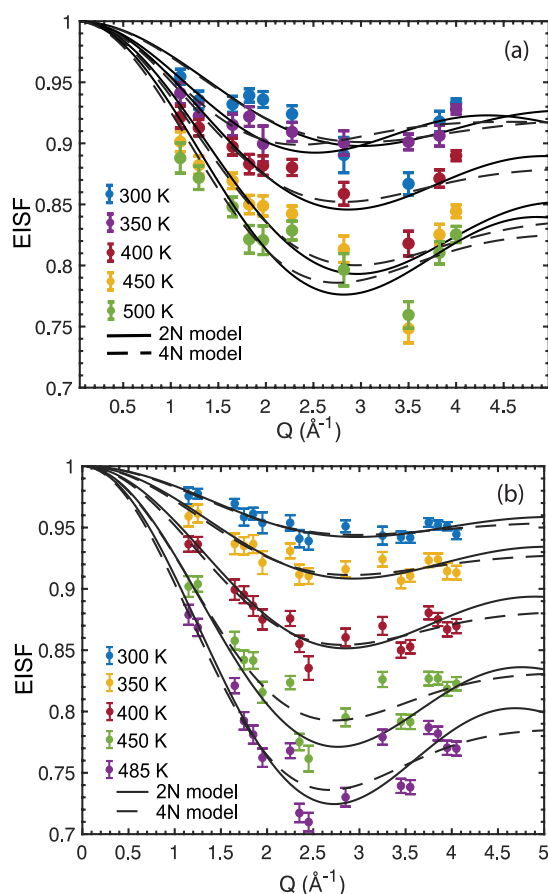 (a)
1
0.95
0.9
0.85
0.8
0.75
0.7
EISF
300 K
350 K
400 K
450 K
500 K
2N model
4N model
0.5 1 1.5 2 2.5 3 3.5 4 4.5
Q (Å⁻¹)
(b)
1
0.95
0.9
0.85
0.8
0.75
0.7
EISF
300 K
350 K
400 K
450 K
485 K
2N model
4N model
0 0.5 1 1.5 2 2.5 3 3.5 4 4.5 5
Q (Å⁻¹)